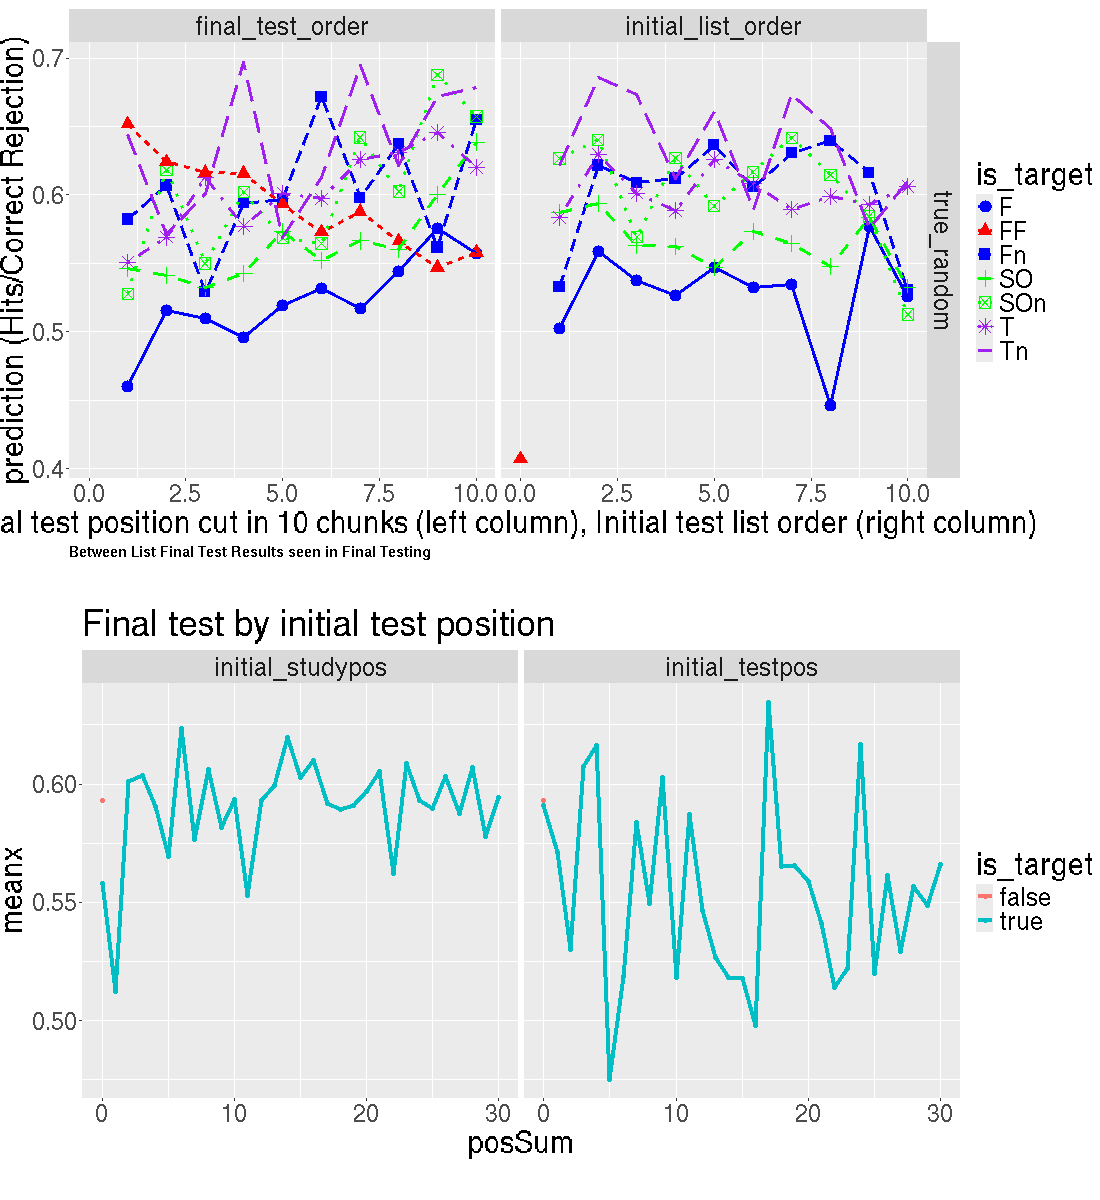 final_test_order initial_list_order
prediction (Hits/Correct Rejection)
0.7
0.6
0.5
0.4
true_random
0.0 2.5 5.0 7.5 10.0 0.0 2.5 5.0 7.5 10.0
al test position cut in 10 chunks (left column), Initial test list order (right column)
Between List Final Test Results seen in Final Testing
is_target
F
FF
Fn
SO
SOn
T
Tn
Final test by initial test position
initial_studypos initial_testpos
meanx
0.60
0.55
0.50
0 10 20 30 0 10 20 30
posSum
is_target
false
true